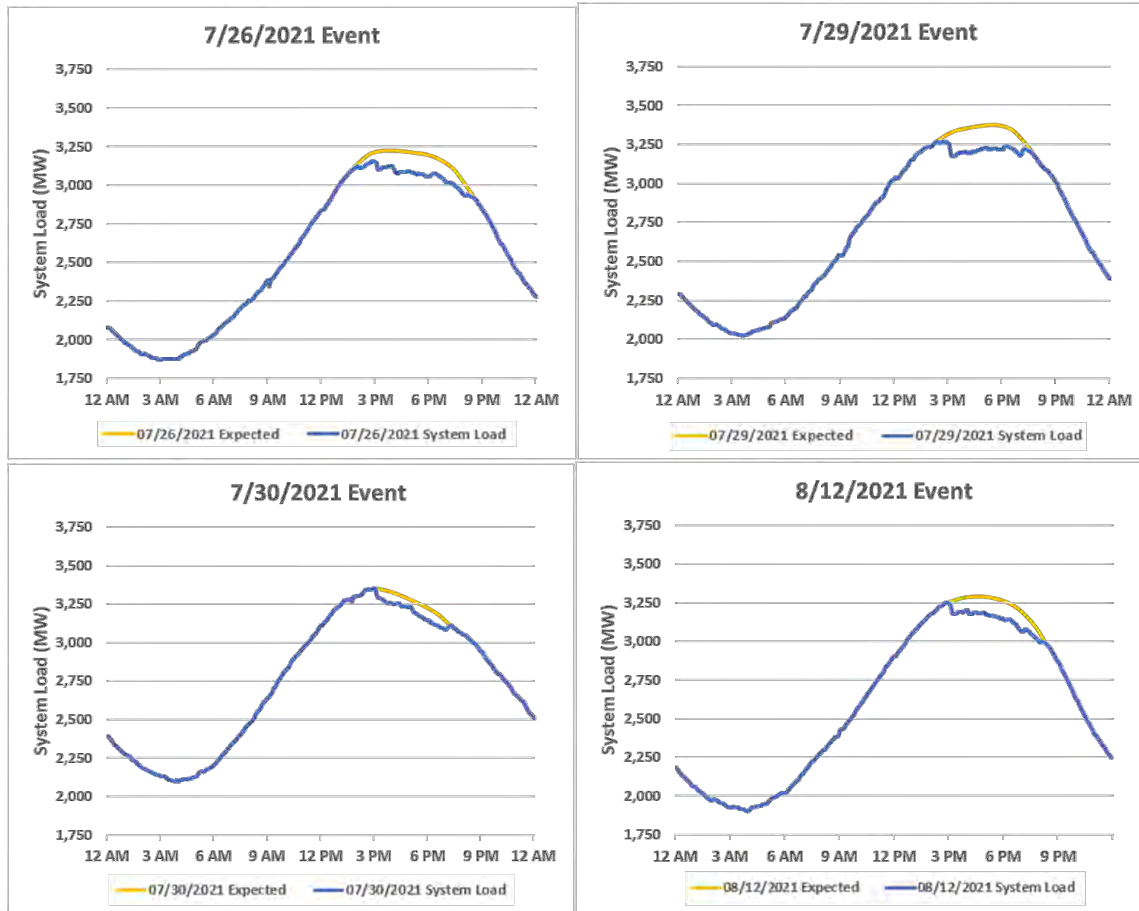 7/26/2021 Event
3,750
3,500
3,250
3,000
2,750
2,500
2,250
2,000
1,750
System Load (MW)
12 AM 3 AM 6 AM 9 AM 12 PM 3 PM 6 PM 9 PM 12 AM
07/26/2021 Expected 07/26/2021 System Load
7/29/2021 Event
3,750
3,500
3,250
3,000
2,750
2,500
2,250
2,000
1,750
System Load (MW)
12 AM 3 AM 6 AM 9 AM 12 PM 3 PM 6 PM 9 PM 12 AM
07/29/2021 Expected 07/29/2021 System Load
7/30/2021 Event
3,750
3,500
3,250
3,000
2,750
2,500
2,250
2,000
1,750
System Load (MW)
12 AM 3 AM 6 AM 9 AM 12 PM 3 PM 6 PM 9 PM 12 AM
07/30/2021 Expected 07/30/2021 System Load
8/12/2021 Event
3,750
3,500
3,250
3,000
2,750
2,500
2,250
2,000
1,750
System Load (MW)
12 AM 3 AM 6 AM 9 AM 12 PM 3 PM 6 PM 9 PM
08/12/2021 Expected 08/12/2021 System Load